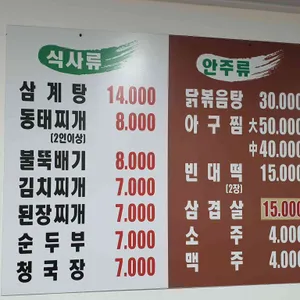 식사류
삼계탕 14.000
동태찌개 8.000
(2인이상)
불뚝배기 8.000
김치찌개 7.000
된장찌개 7.000
순두부 7.000
청국장 7.000
안주류
닭볶음탕 30.000
아구찜 大50.000
中40.000
빈대떡 15.000
(2장)
삼겹살 15.000
소주 4.000
맥주 4.000